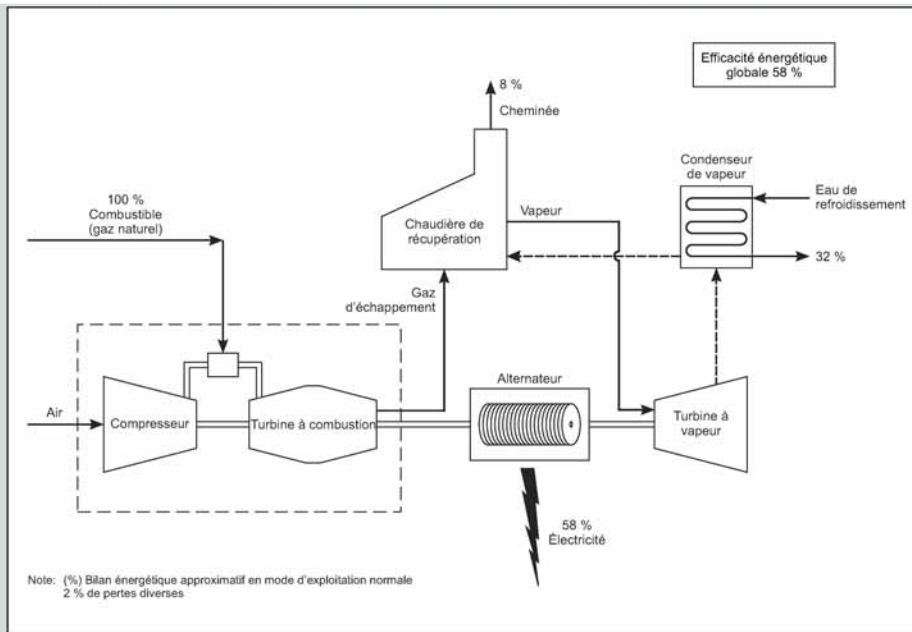 Efficacité énergétique
globale 58 %
8 %
Cheminée
Condenseur
de vapeur
100 %
Combustible
(gaz naturel)
Chaudière de
récupération
Vapeur
Eau de
refroidissement
32 %
Gaz
d'échappement
Alternateur
Air
Compresseur
Turbine à combustion
Turbine à
vapeur
58 %
Électricité
Note: (%) Bilan énergétique approximatif en mode d'exploitation normale
2 % de pertes diverses